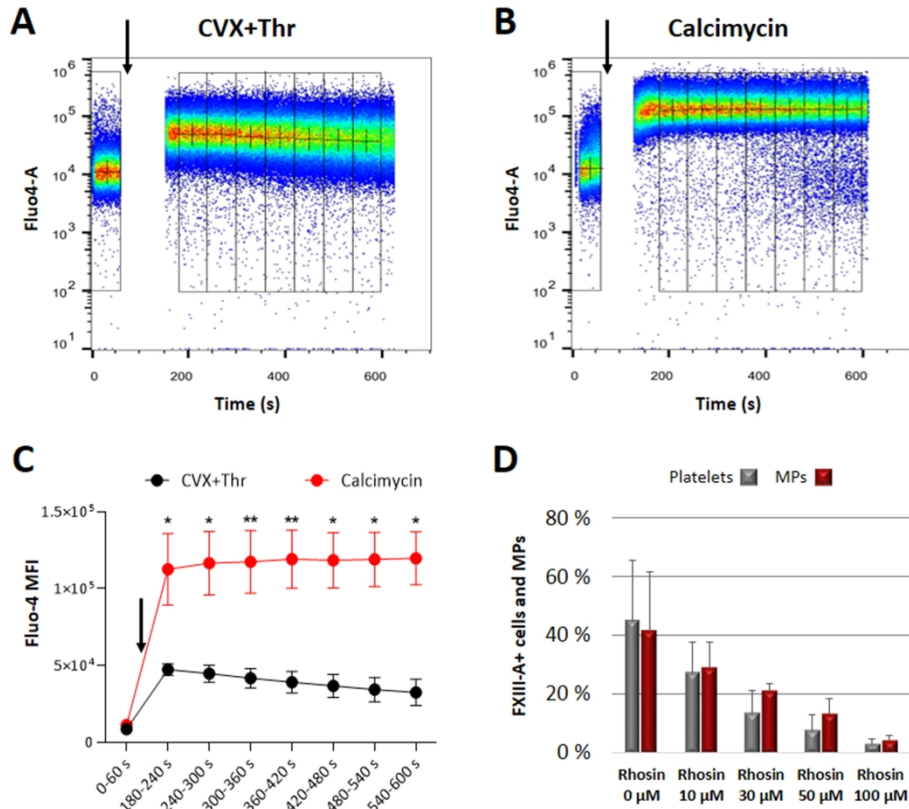 A
CVX+Thr
10^6
10^5
10^4
10^3
10^2
10^1
Fluo4-A
0
200
400
600
Time (s)
B
Calcimycin
10^6
10^5
10^4
10^3
10^2
10^1
Fluo4-A
0
200
400
600
Time (s)
C
CVX+Thr
Calcimycin
1.5×10^5
1×10^5
5×10^4
0
Fluo-4 MFI
* * ** ** * * *
0-60 s
180-240 s
240-300 s
300-360 s
360-420 s
420-480 s
480-540 s
540-600 s
D
Platelets MPs
80 %
60 %
40 %
20 %
0 %
FXIII-A+ cells and MPs
Rhosin Rhosin Rhosin Rhosin Rhosin
0 µM 10 µM 30 µM 50 µM 100 µM